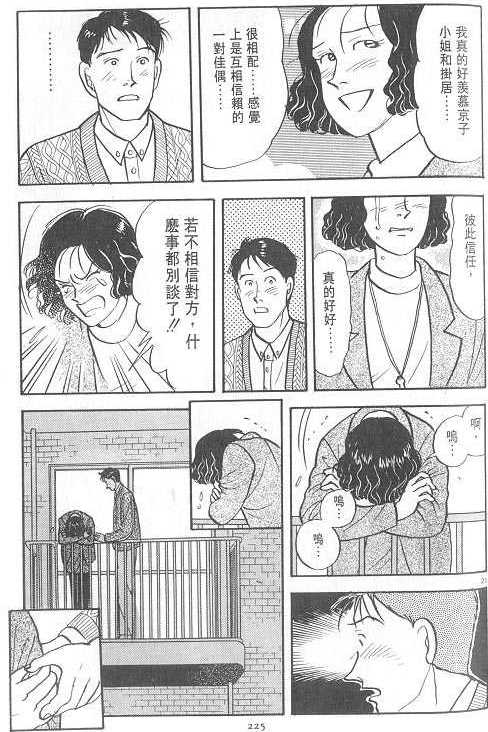 我真的好羨慕京子
小姐和掛居……
很相配……感覺
上是互相信賴的
一對佳偶……
………
彼此信任，
真的好好……
若不相信對方，什
麼事都別談了!!
啊，
嗚…
嗚…
嗚…
21
225